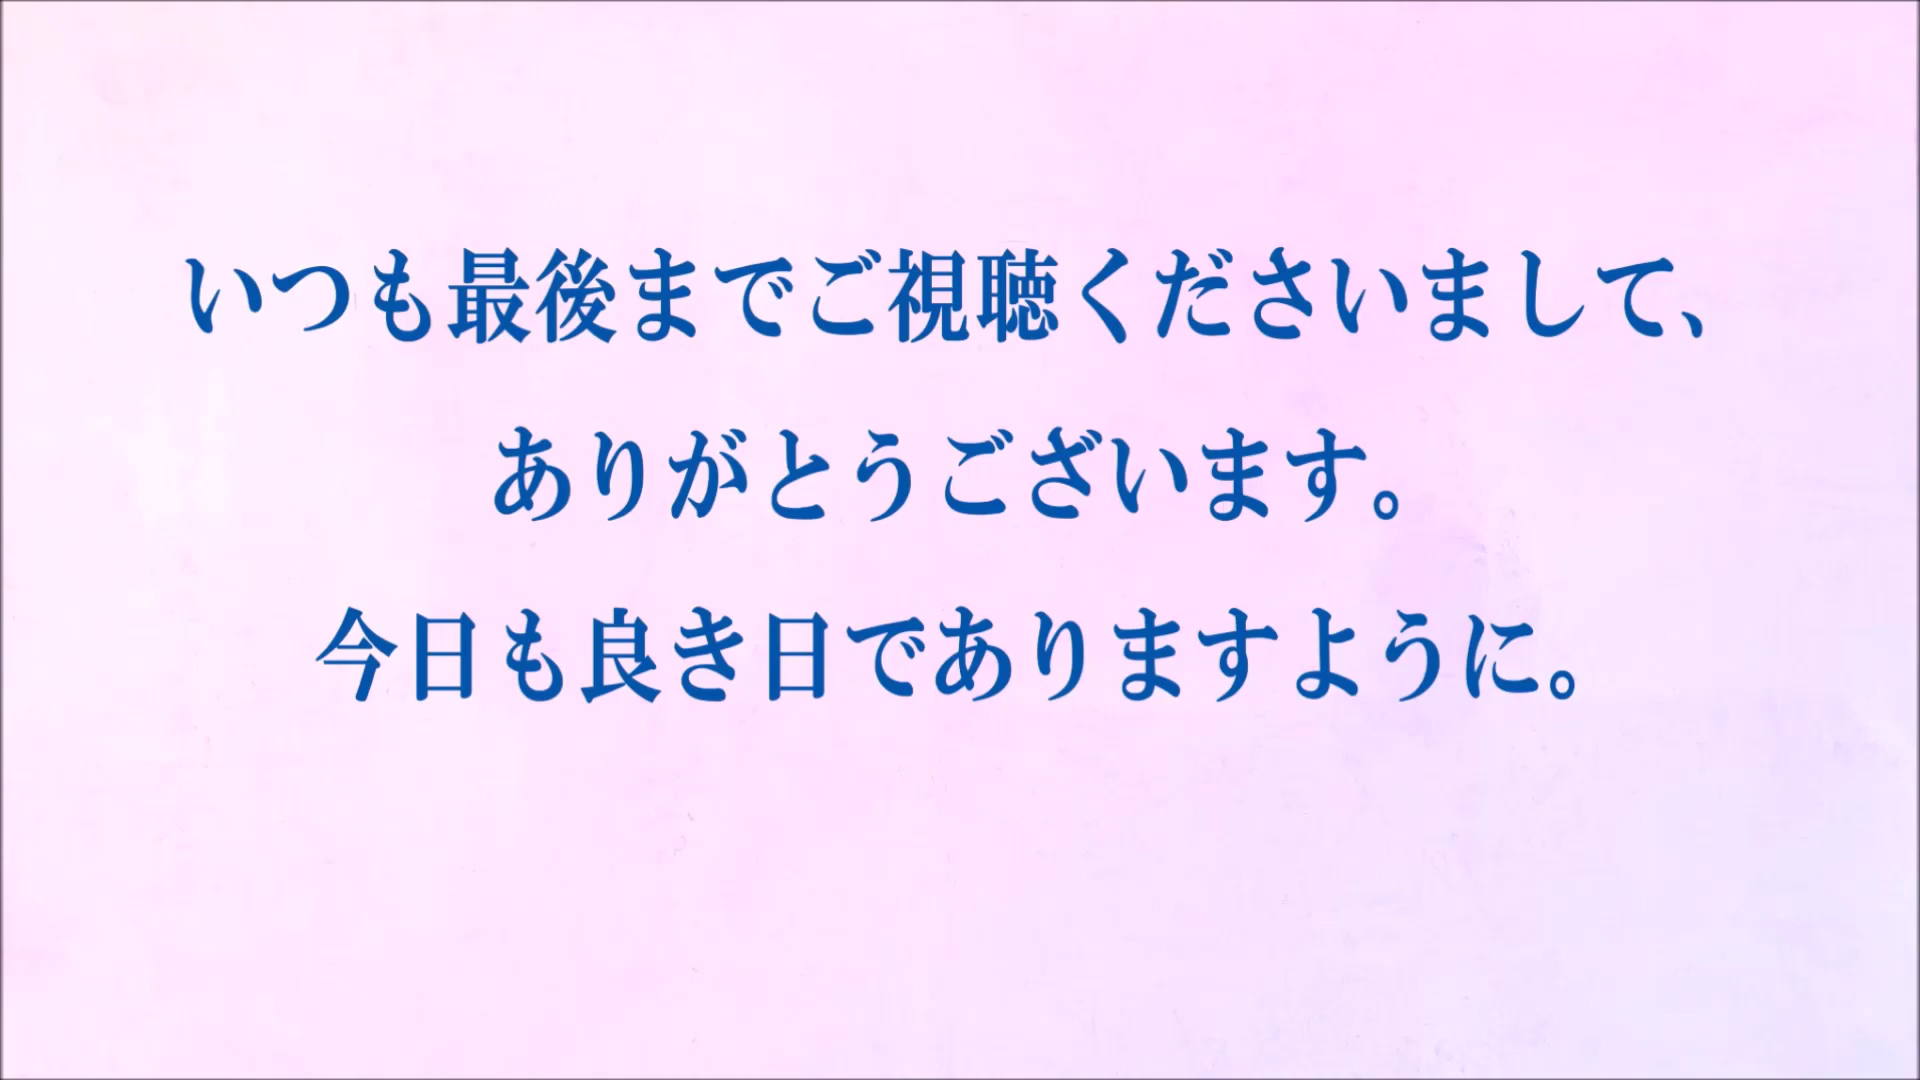 いつも最後までご視聴くださいまして、
ありがとうございます。
今日も良き日でありますように。